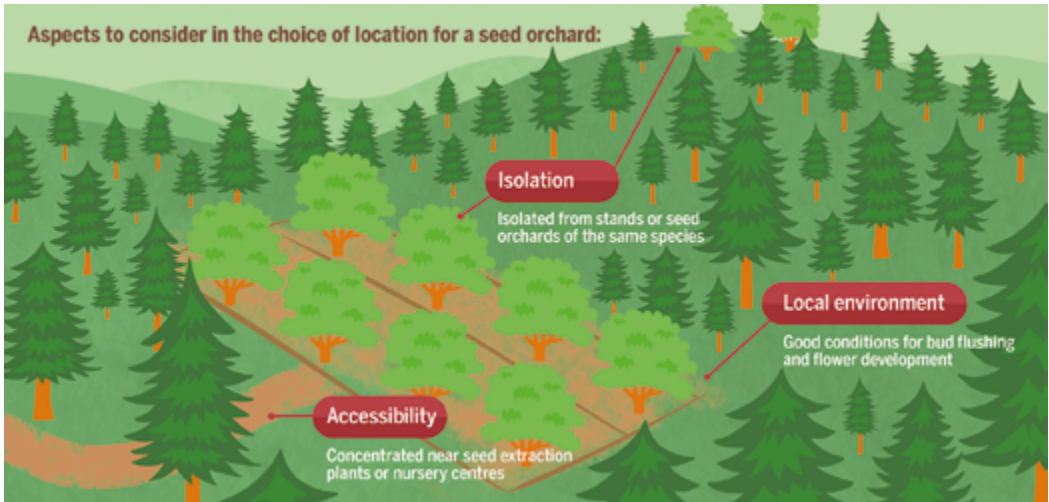 Aspects to consider in the choice of location for a seed orchard:
Isolation
Isolated from stands or seed
orchards of the same species
Local environment
Good conditions for bud flushing
and flower development
Accessibility
Concentrated near seed extraction
plants or nursery centres